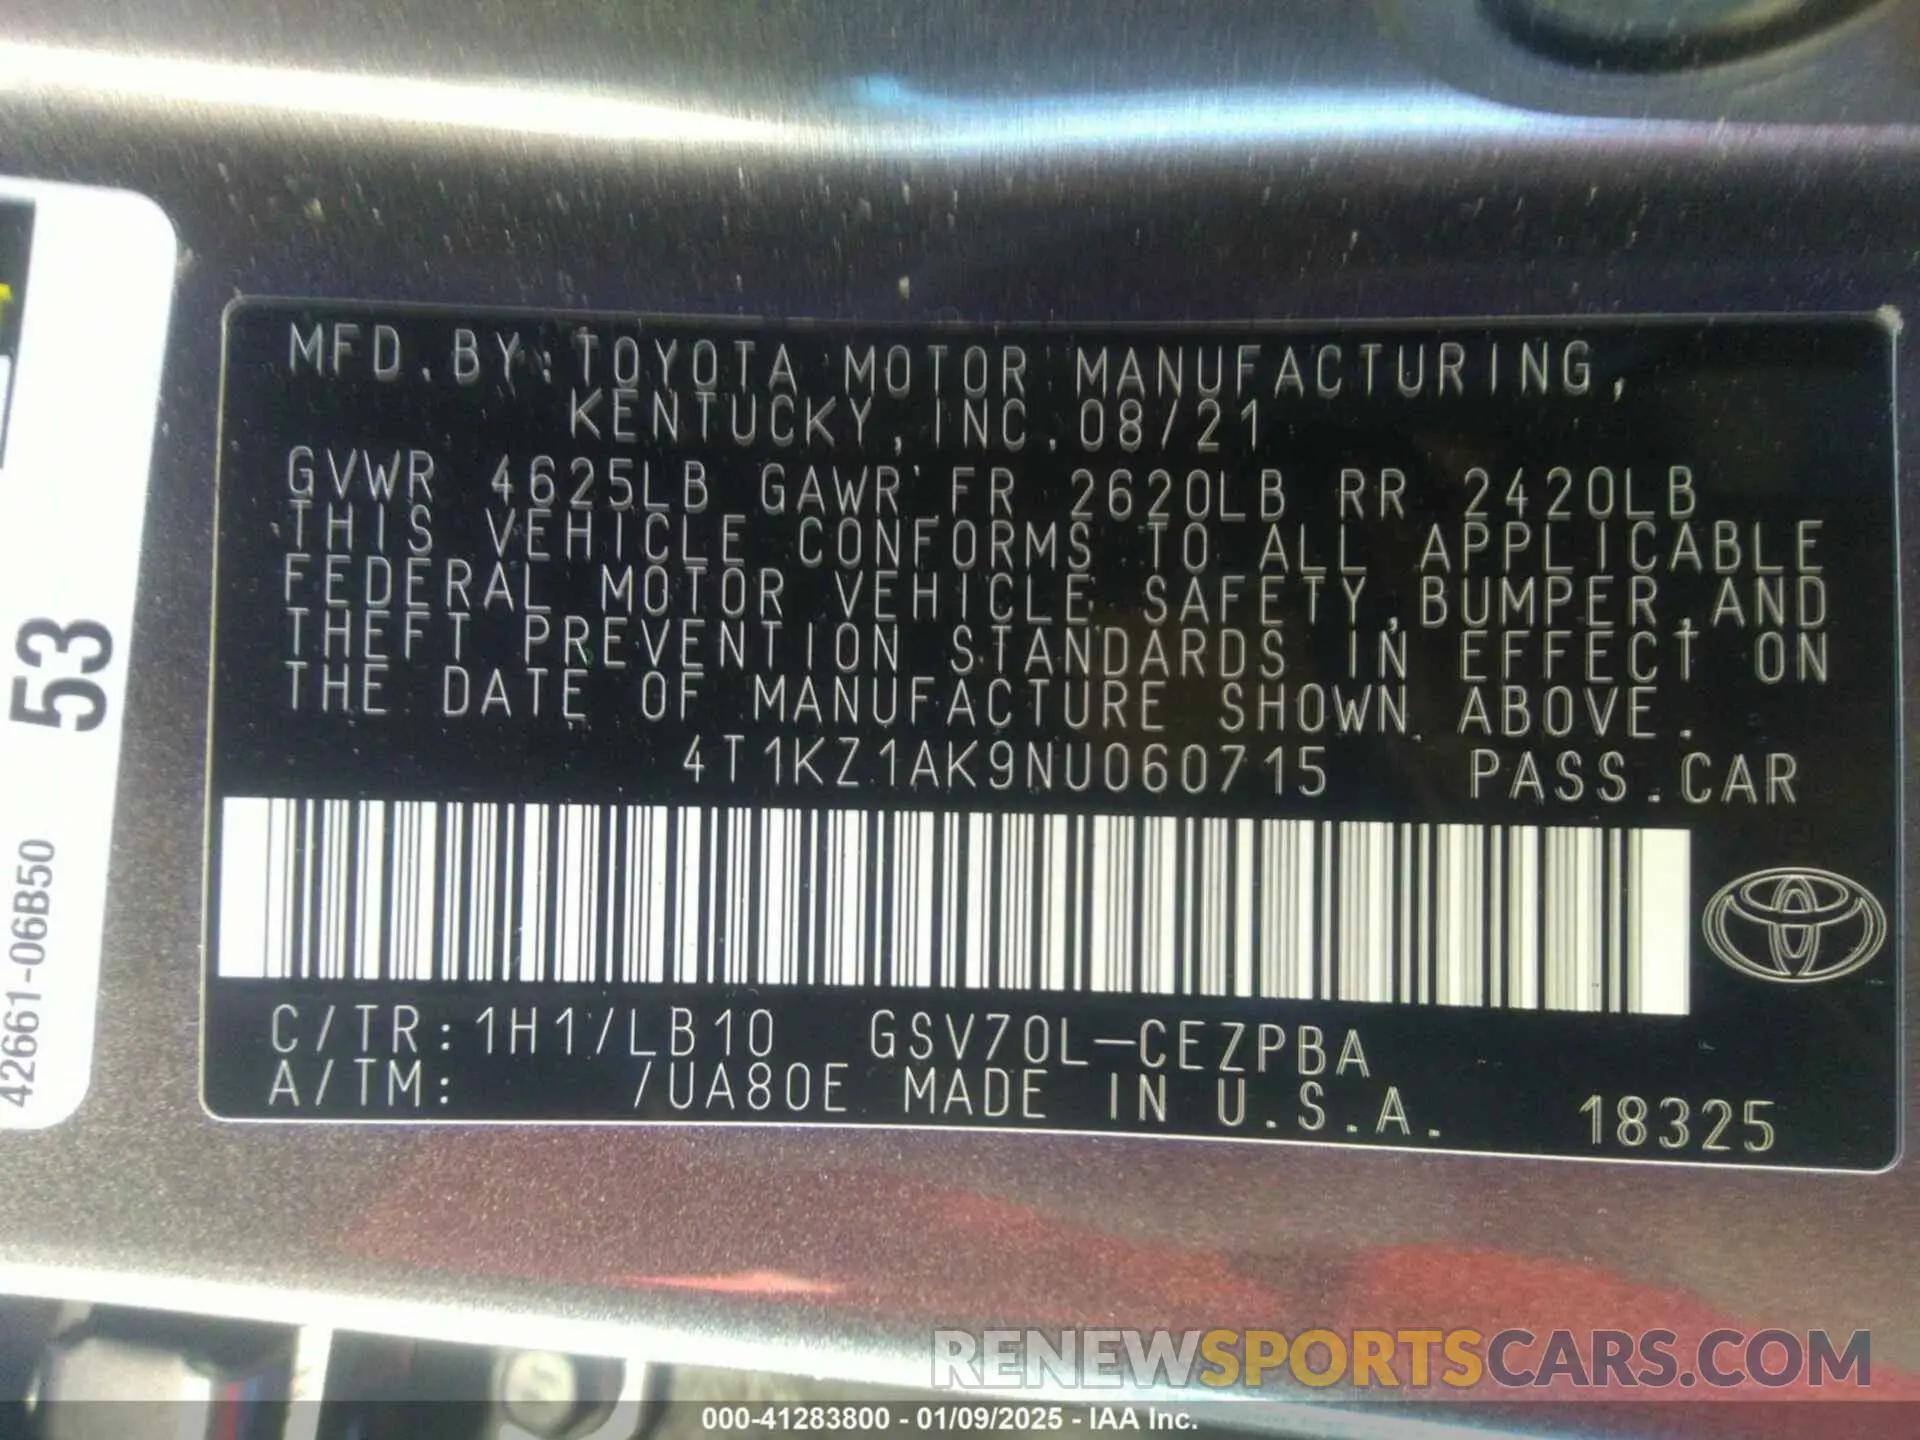 MFD.BY:TOYOTA MOTOR MANUFACTURING,
KENTUCKY,INC.08/21
GVWR 4625LB GAWR FR 2620LB RR 2420LB
THIS VEHICLE CONFORMS TO ALL APPLICABLE
FEDERAL MOTOR VEHICLE SAFETY,BUMPER,AND
THEFT PREVENTION STANDARDS IN EFFECT ON
THE DATE OF MANUFACTURE SHOWN ABOVE.
4T1KZ1AK9NU060715 PASS.CAR
C/TR:1H1/LB10 GSV70L-CEZPBA
A/TM: /UA80E MADE IN U.S.A. 18325
53
42661-06B50
RENEWSPORTSCARS.COM
000-41283800 - 01/09/2025 - IAA Inc.